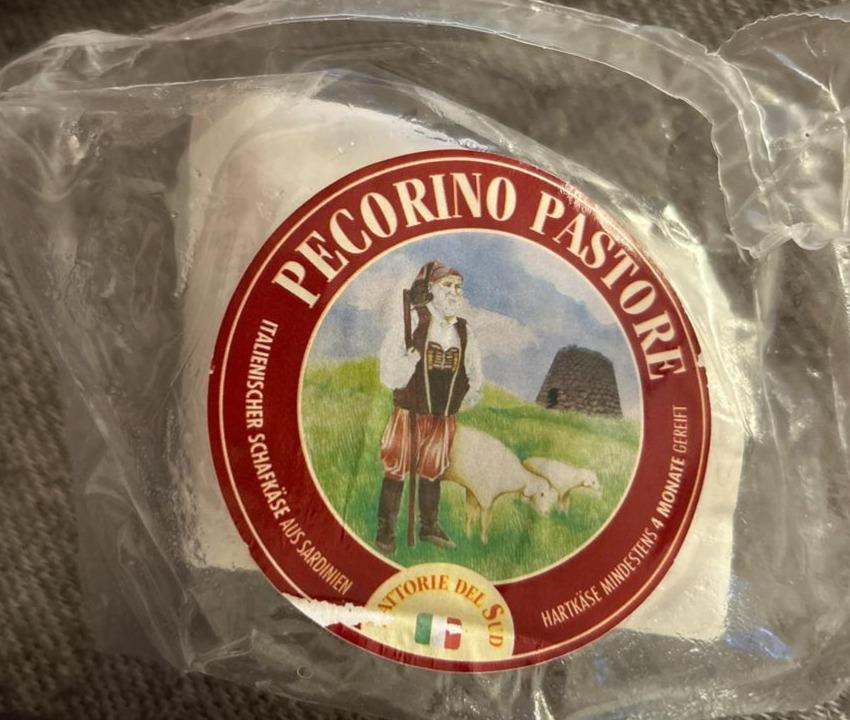 PECORINO PASTORE
ITALIENISCHER SCHAFKÄSE AUS SARDINIEN
HARTKÄSE MINDESTENS 4 MONATE GEREIFT
ATTORIE DEL SUD